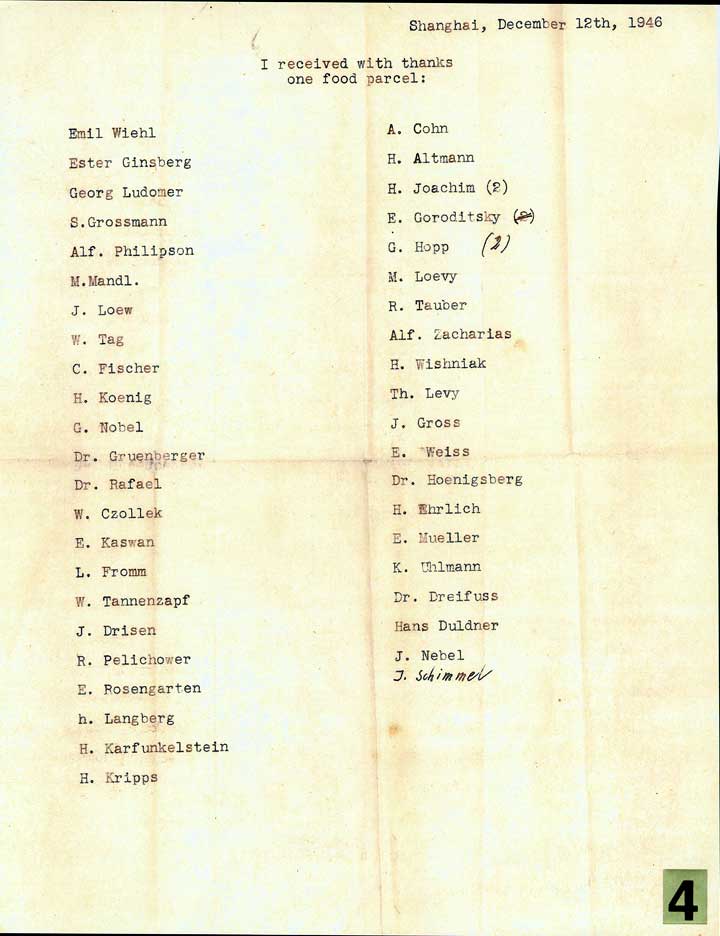 Shanghai, December 12th, 1946
I received with thanks
one food parcel:
Emil Wiehl
Ester Ginsberg
Georg Ludomer
S.Grossmann
Alf. Philipson
M.Mandl.
J. Loew
W. Tag
C. Fischer
H. Koenig
G. Nobel
Dr. Gruenberger
Dr. Rafael
W. Czollek
E. Kaswan
L. Fromm
W. Tannenzapf
J. Drisen
R. Pelichower
E. Rosengarten
h. Langberg
H. Karfunkelstein
H. Kripps
A. Cohn
H. Altmann
H. Joachim (2)
E. Goroditsky (2)
G. Hopp (2)
M. Loevy
R. Tauber
Alf. Zacharias
H. Wishniak
Th. Levy
J. Gross
E. Weiss
Dr. Hoenigsberg
H. Ehrlich
E. Mueller
K. Uhlmann
Dr. Dreifuss
Hans Duldner
J. Nebel
J. Schimmel
4